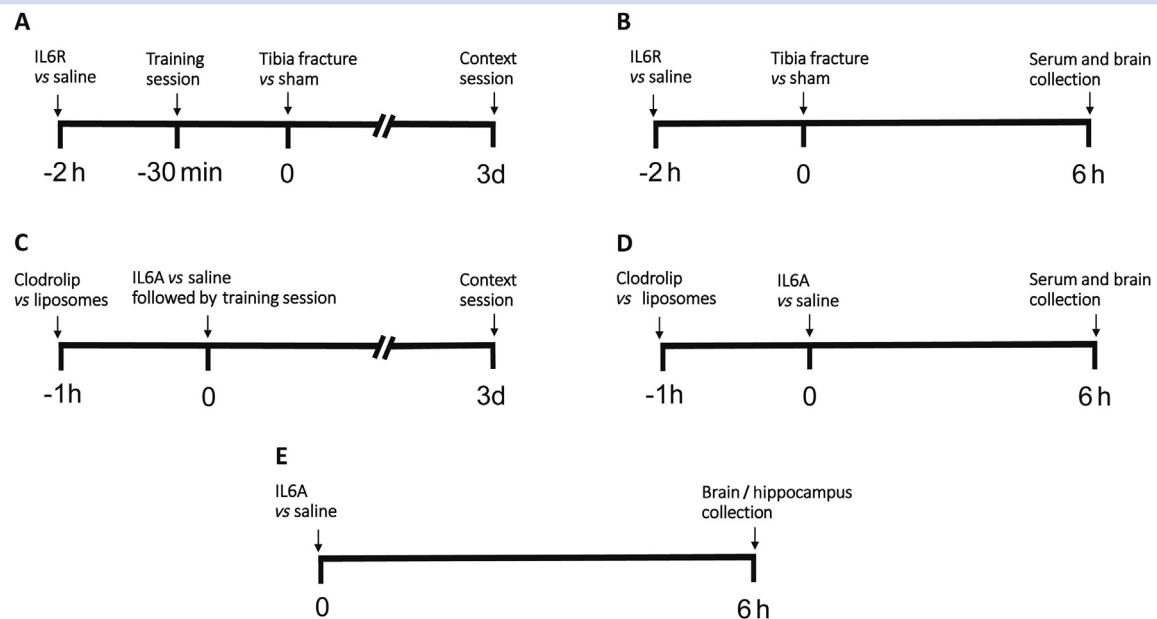 A
IL6R
vs saline
Training
session
Tibia fracture
vs sham
Context
session
-2 h
-30 min
0
3d
B
IL6R
vs saline
Tibia fracture
vs sham
Serum and brain
collection
-2 h
0
6 h
C
Clodrolip
vs liposomes
IL6A vs saline
followed by training session
Context
session
-1h
0
3d
D
Clodrolip
vs liposomes
IL6A
vs saline
Serum and brain
collection
-1h
0
6 h
E
IL6A
vs saline
Brain / hippocampus
collection
0
6 h